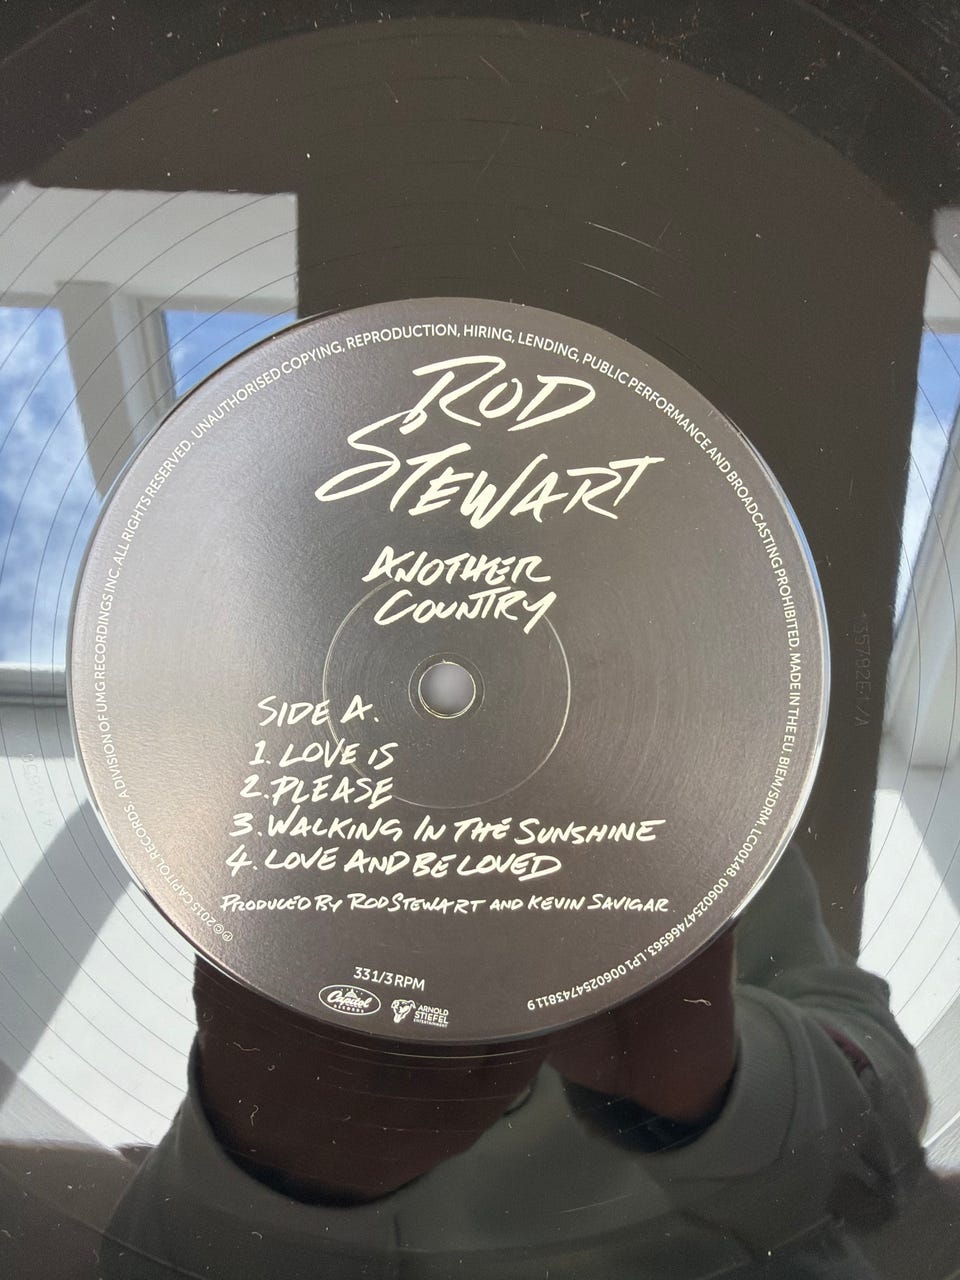 ℗©2015 CAPITOL RECORDS, A DIVISION OF UMG RECORDINGS INC. ALL RIGHTS RESERVED. UNAUTHORISED COPYING, REPRODUCTION, HIRING, LENDING, PUBLIC PERFORMANCE AND BROADCASTING PROHIBITED. MADE IN THE EU. BIEM/SDRM. LC00148. 00602547466563. LP1 00602547438119
ROD
STEWART
ANOTHER
COUNTRY
SIDE A.
1. LOVE IS
2. PLEASE
3. WALKING IN THE SUNSHINE
4. LOVE AND BE LOVED
PRODUCED BY ROD STEWART AND KEVIN SAVIGAR.
33 1/3 RPM
Capitol
RECORDS
ARNOLD
STIEFEL
ENTERTAINMENT